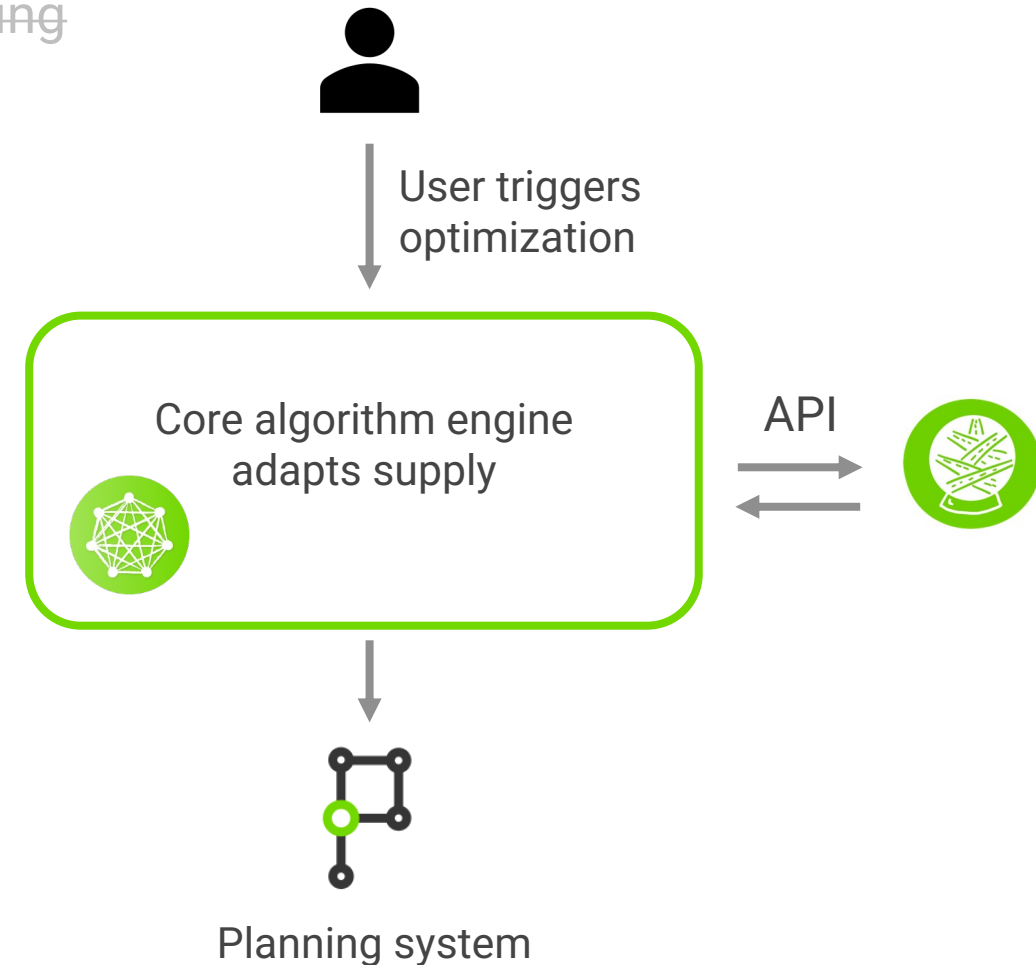 User triggers
optimization
Core algorithm engine
adapts supply
API
Planning system